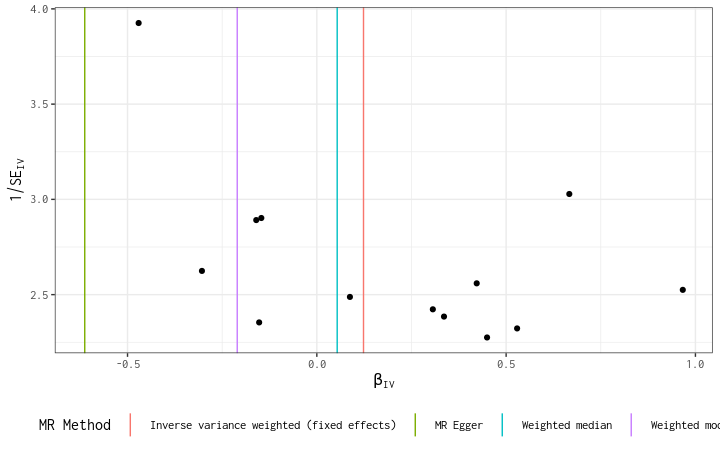 4.0
3.5
3.0
2.5
1/SE_IV
-0.5 0.0 0.5 1.0
β_IV
MR Method Inverse variance weighted (fixed effects) MR Egger Weighted median Weighted